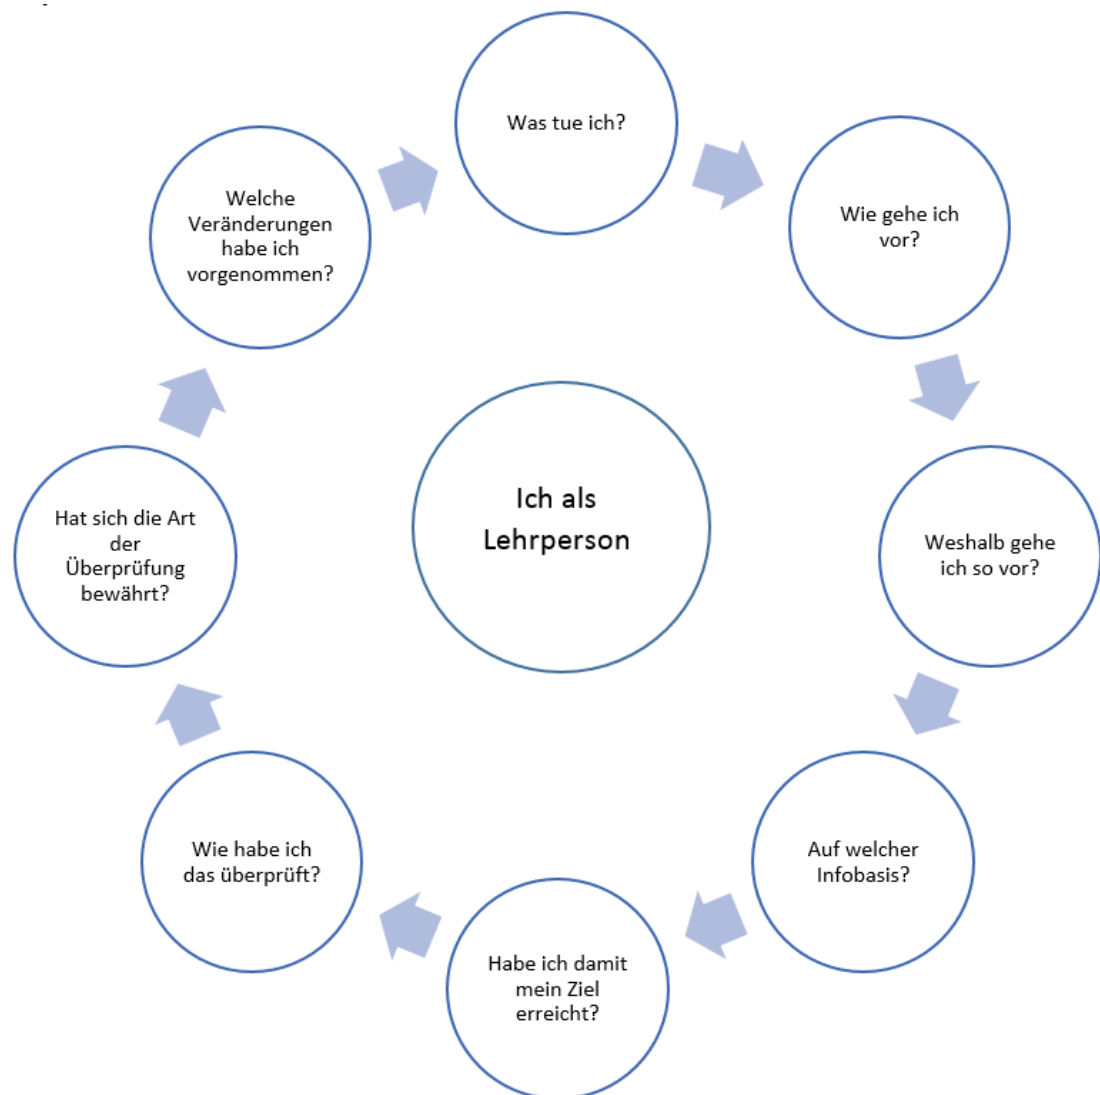 Was tue ich?
Wie gehe ich
vor?
Weshalb gehe
ich so vor?
Auf welcher
Infobasis?
Habe ich damit
mein Ziel
erreicht?
Wie habe ich
das überprüft?
Hat sich die Art
der
Überprüfung
bewährt?
Welche
Veränderungen
habe ich
vorgenommen?
Ich als
Lehrperson